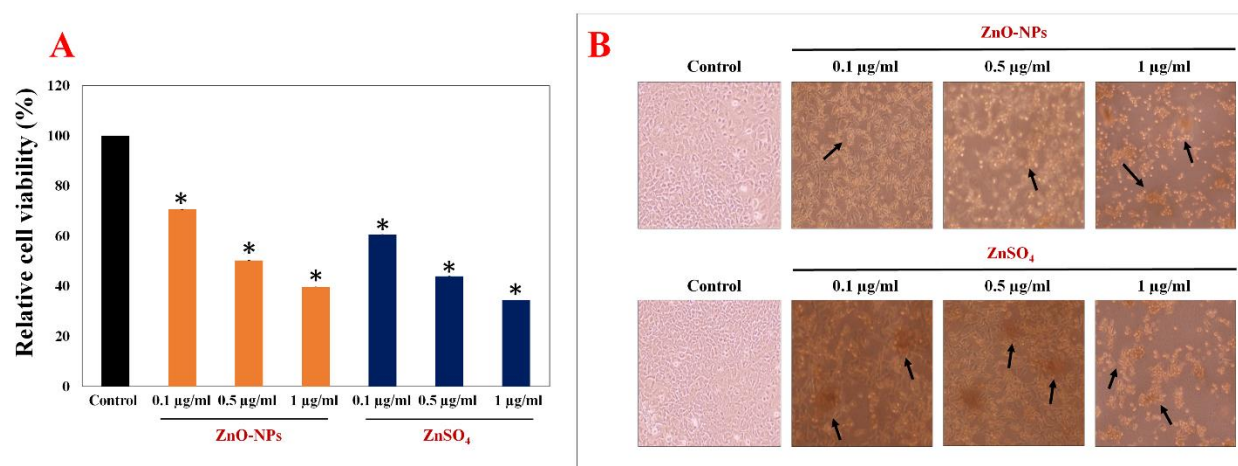 A
Relative cell viability (%)
120
100
80
60
40
20
0
*
*
*
*
*
*
Control
0.1 µg/ml
0.5 µg/ml
1 µg/ml
0.1 µg/ml
0.5 µg/ml
1 µg/ml
ZnO-NPs
ZnSO₄
B
ZnO-NPs
Control
0.1 µg/ml
0.5 µg/ml
1 µg/ml
ZnSO₄
Control
0.1 µg/ml
0.5 µg/ml
1 µg/ml